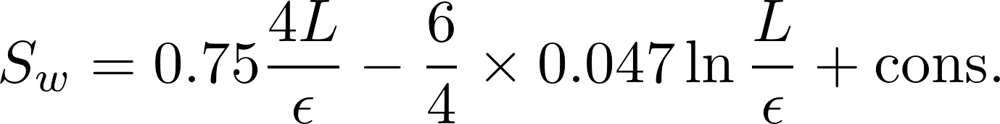 S_w = 0.75 \frac{4L}{\epsilon} - \frac{6}{4} \times 0.047 \ln \frac{L}{\epsilon} + \text{cons.}